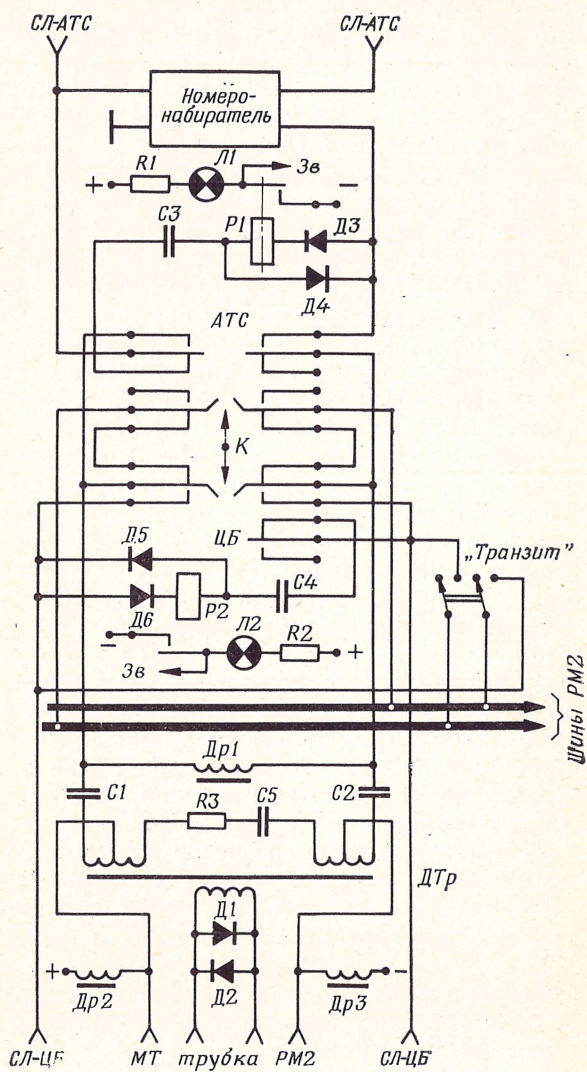 СЛ-АТС СЛ-АТС
Номеро-
набиратель
R1 Л1 Зв
+ −
С3 Р1 Д3
Д4
АТС
К
ЦБ
Д5 „Транзит”
Д6 Р2 С4
− Л2 R2 +
Зв
Шины РМ2
Др1
С1 R3 С5 С2
ДТр
Д1
+ Д2 −
Др2 Др3
СЛ-ЦБ МТ трубка РМ2 СЛ-ЦБ